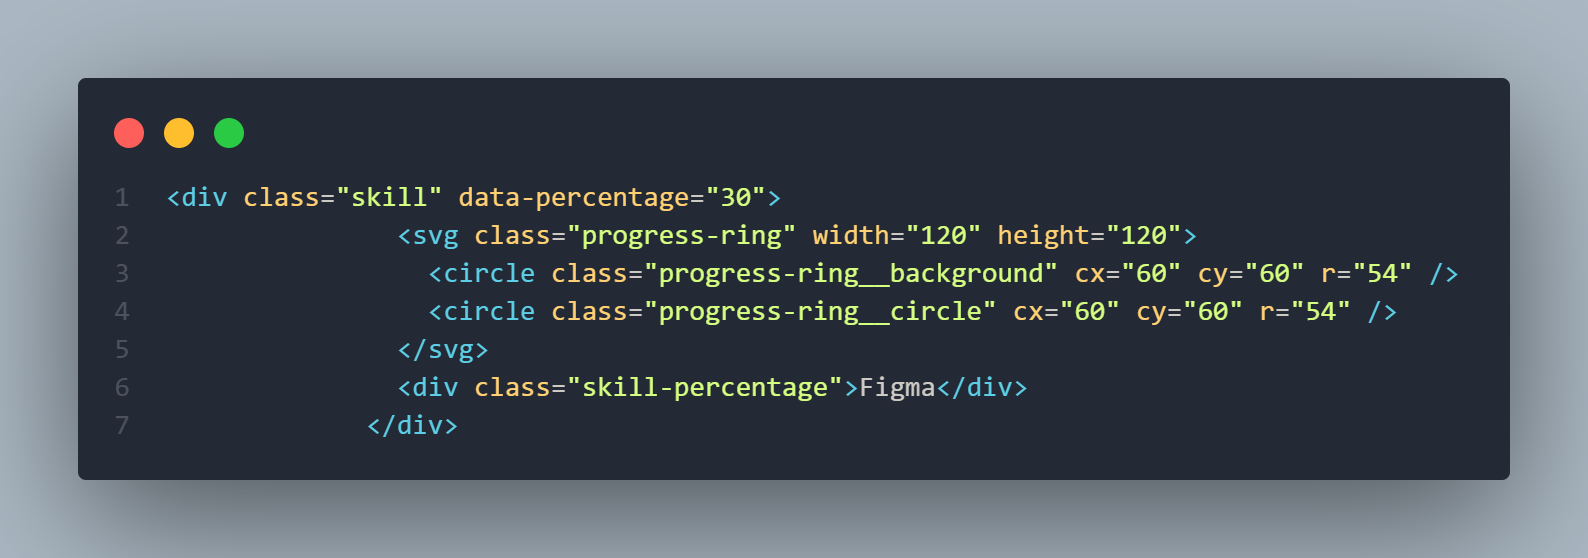 1 <div class="skill" data-percentage="30">
2 <svg class="progress-ring" width="120" height="120">
3 <circle class="progress-ring__background" cx="60" cy="60" r="54" />
4 <circle class="progress-ring__circle" cx="60" cy="60" r="54" />
5 </svg>
6 <div class="skill-percentage">Figma</div>
7 </div>